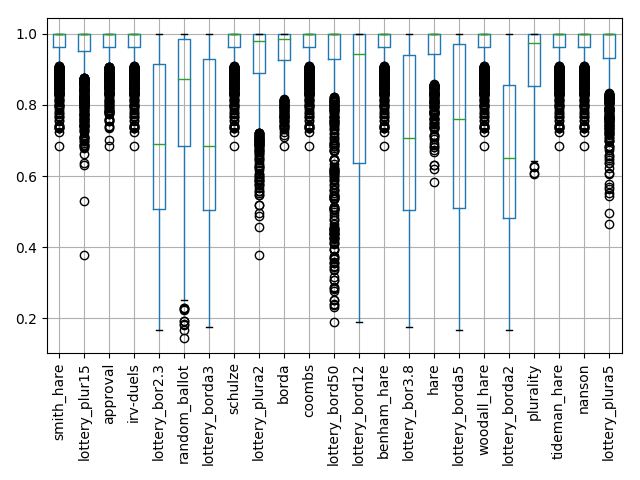 1.0
0.8
0.6
0.4
0.2
smith_hare
lottery_plur15
approval
irv-duels
lottery_bor2.3
random_ballot
lottery_borda3
schulze
lottery_plura2
borda
coombs
lottery_bord50
lottery_bord12
benham_hare
lottery_bor3.8
hare
lottery_borda5
woodall_hare
lottery_borda2
plurality
tideman_hare
nanson
lottery_plura5